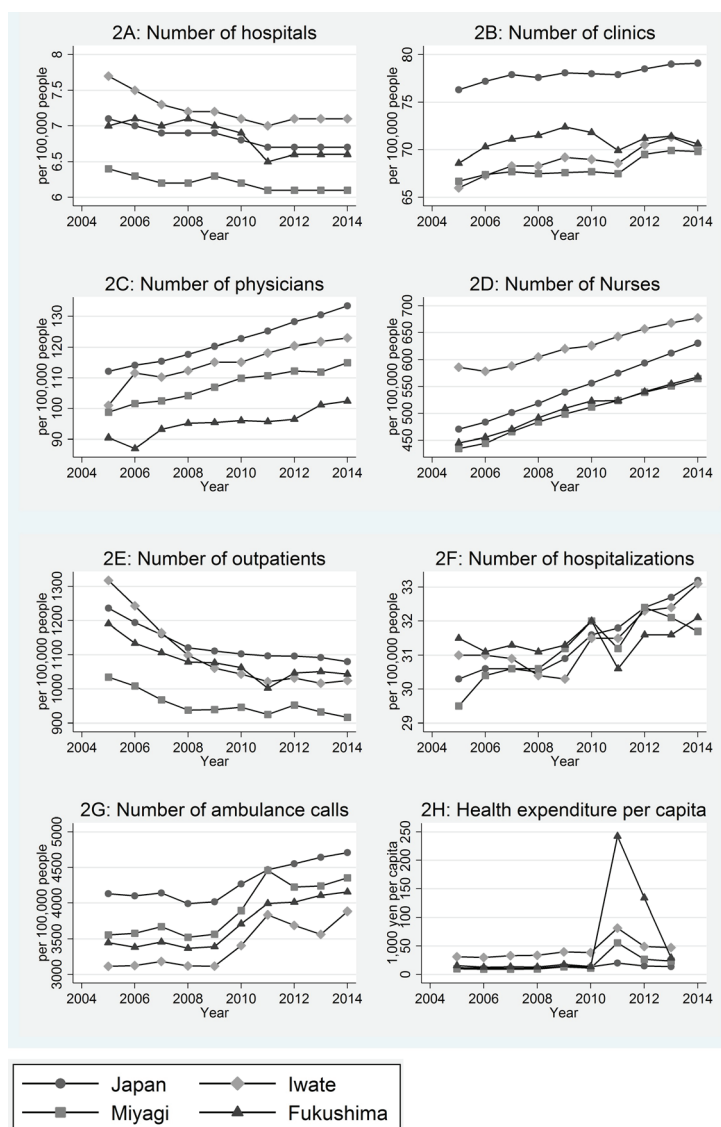 2A: Number of hospitals
per 100,000 people
8
7.5
7
6.5
6
2004 2006 2008 2010 2012 2014
Year
2B: Number of clinics
per 100,000 people
80
75
70
65
2004 2006 2008 2010 2012 2014
Year
2C: Number of physicians
per 100,000 people
130
120
110
100
90
2004 2006 2008 2010 2012 2014
Year
2D: Number of Nurses
per 100,000 people
700
650
600
550
500
450
2004 2006 2008 2010 2012 2014
Year
2E: Number of outpatients
per 100,000 people
1300
1200
1100
1000
900
2004 2006 2008 2010 2012 2014
Year
2F: Number of hospitalizations
per 100,000 people
33
32
31
30
29
2004 2006 2008 2010 2012 2014
Year
2G: Number of ambulance calls
per 100,000 people
5000
4500
4000
3500
3000
2004 2006 2008 2010 2012 2014
Year
2H: Health expenditure per capita
1,000 yen per capita
250
200
150
100
50
0
2004 2006 2008 2010 2012 2014
Year
Japan Iwate
Miyagi Fukushima